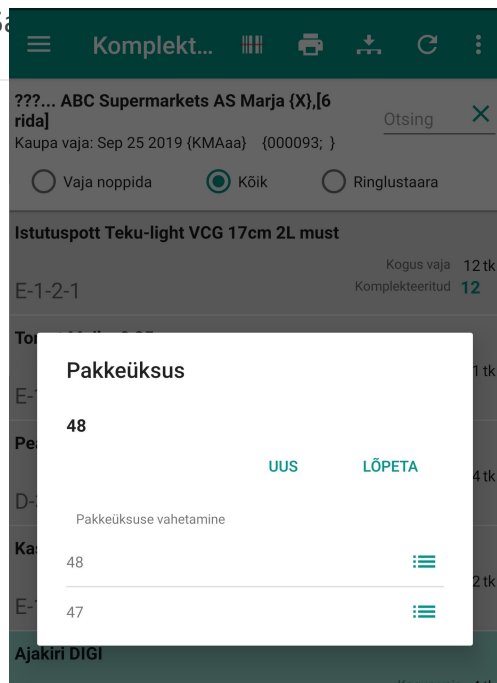 Komplekt...
???... ABC Supermarkets AS Marja {X},[6
rida]
Otsing
Kaupa vaja: Sep 25 2019 {KMAaa} {000093; }
Vaja noppida
Kõik
Ringlustaara
Istutuspott Teku-light VCG 17cm 2L must
Kogus vaja 12 tk
E-1-2-1
Komplekteeritud 12
1 tk
Pakkeüksus
48
UUS LÕPETA
4 tk
Pakkeüksuse vahetamine
48
2 tk
47
Ajakiri DIGI